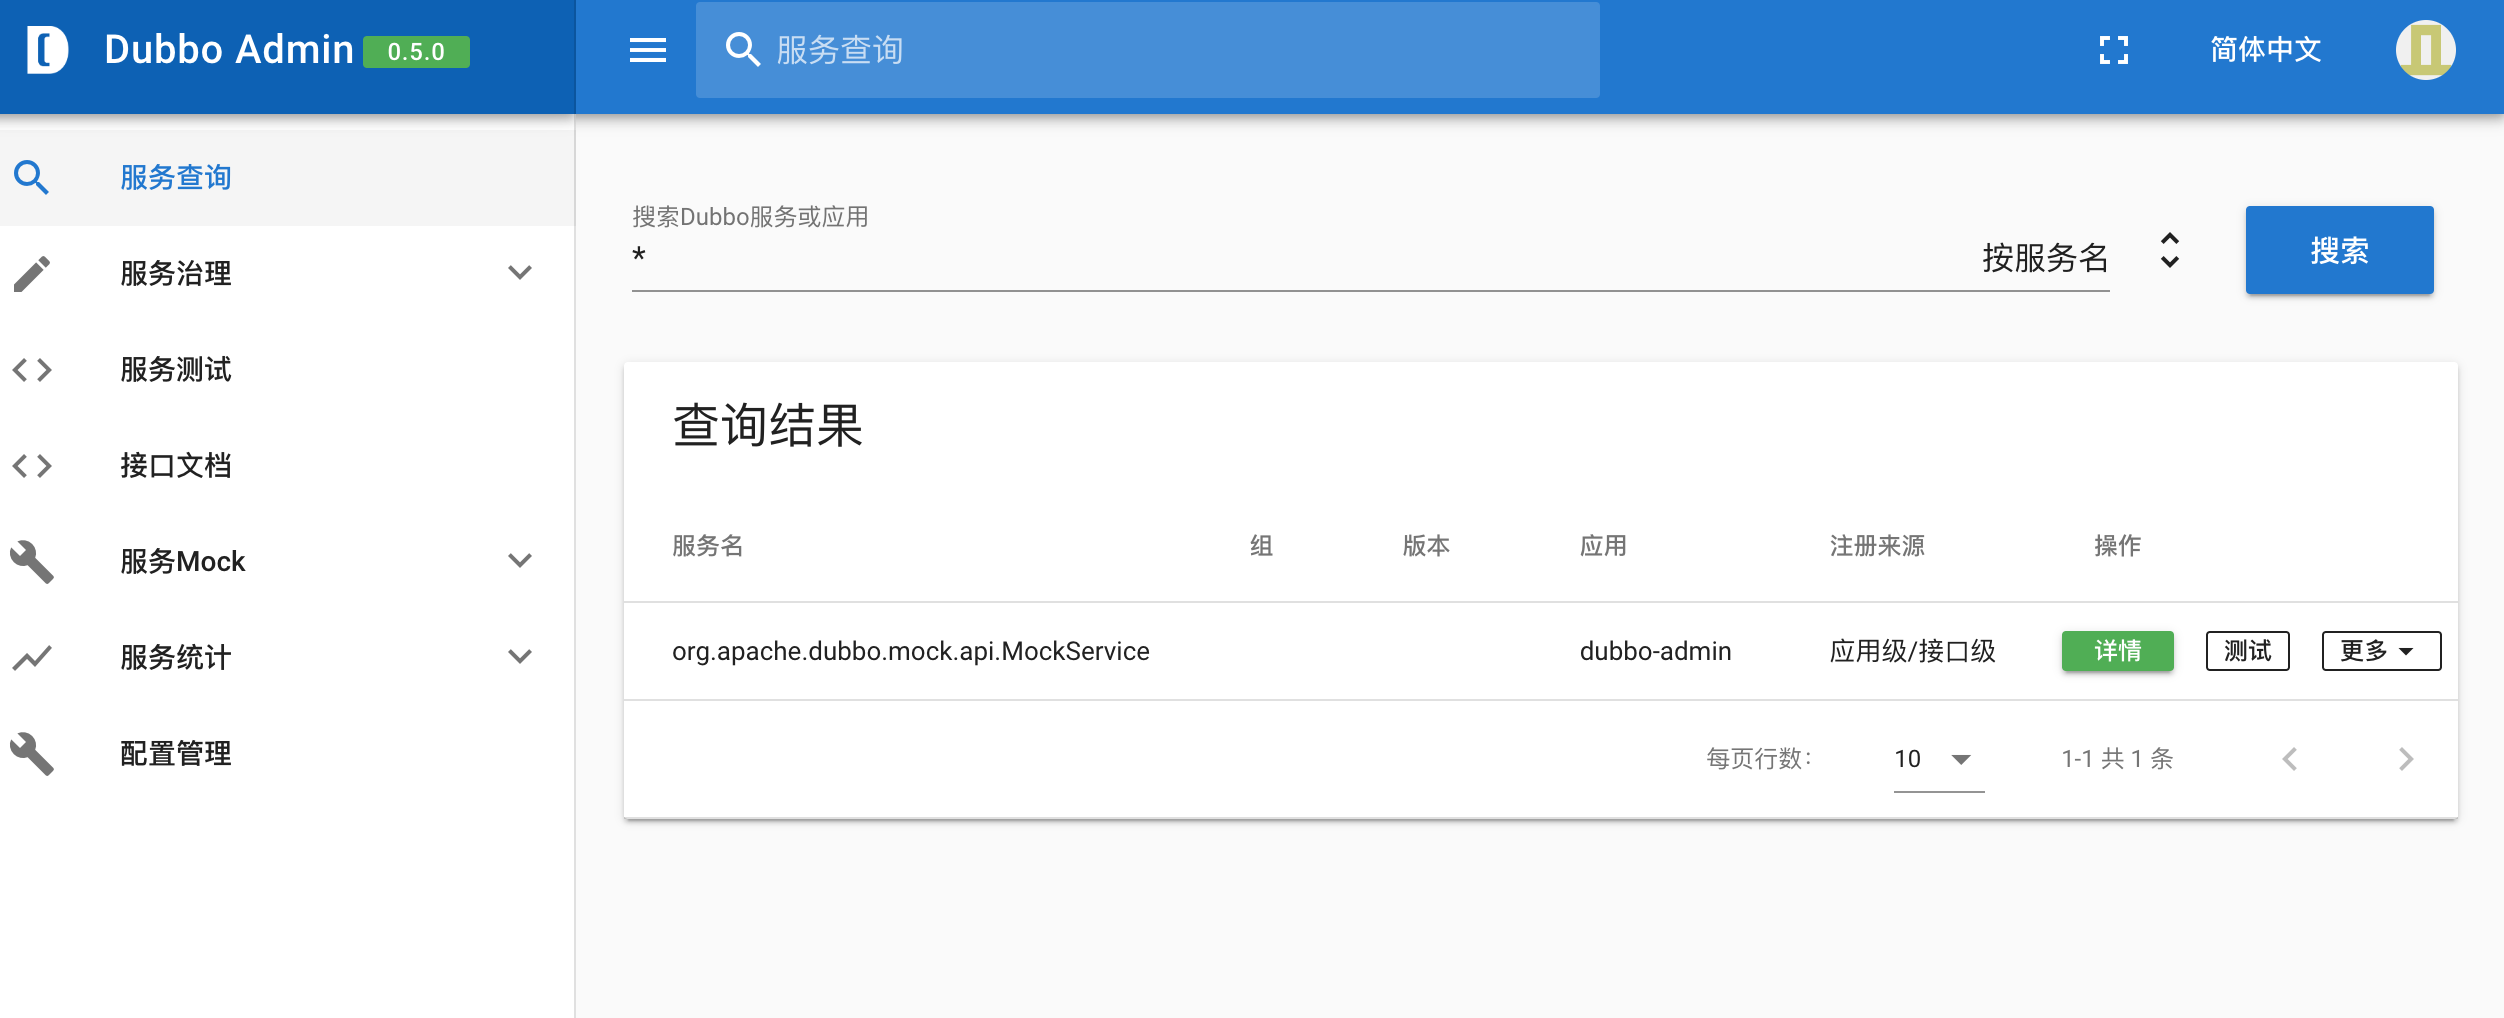 Dubbo Admin 0.5.0
服务查询
简体中文
服务查询
服务治理
服务测试
接口文档
服务Mock
服务统计
配置管理
搜索Dubbo服务或应用
* 按服务名
搜索
查询结果
服务名 组 版本 应用 注册来源 操作
org.apache.dubbo.mock.api.MockService dubbo-admin 应用级/接口级 详情 测试 更多
每页行数: 10 1-1 共 1 条